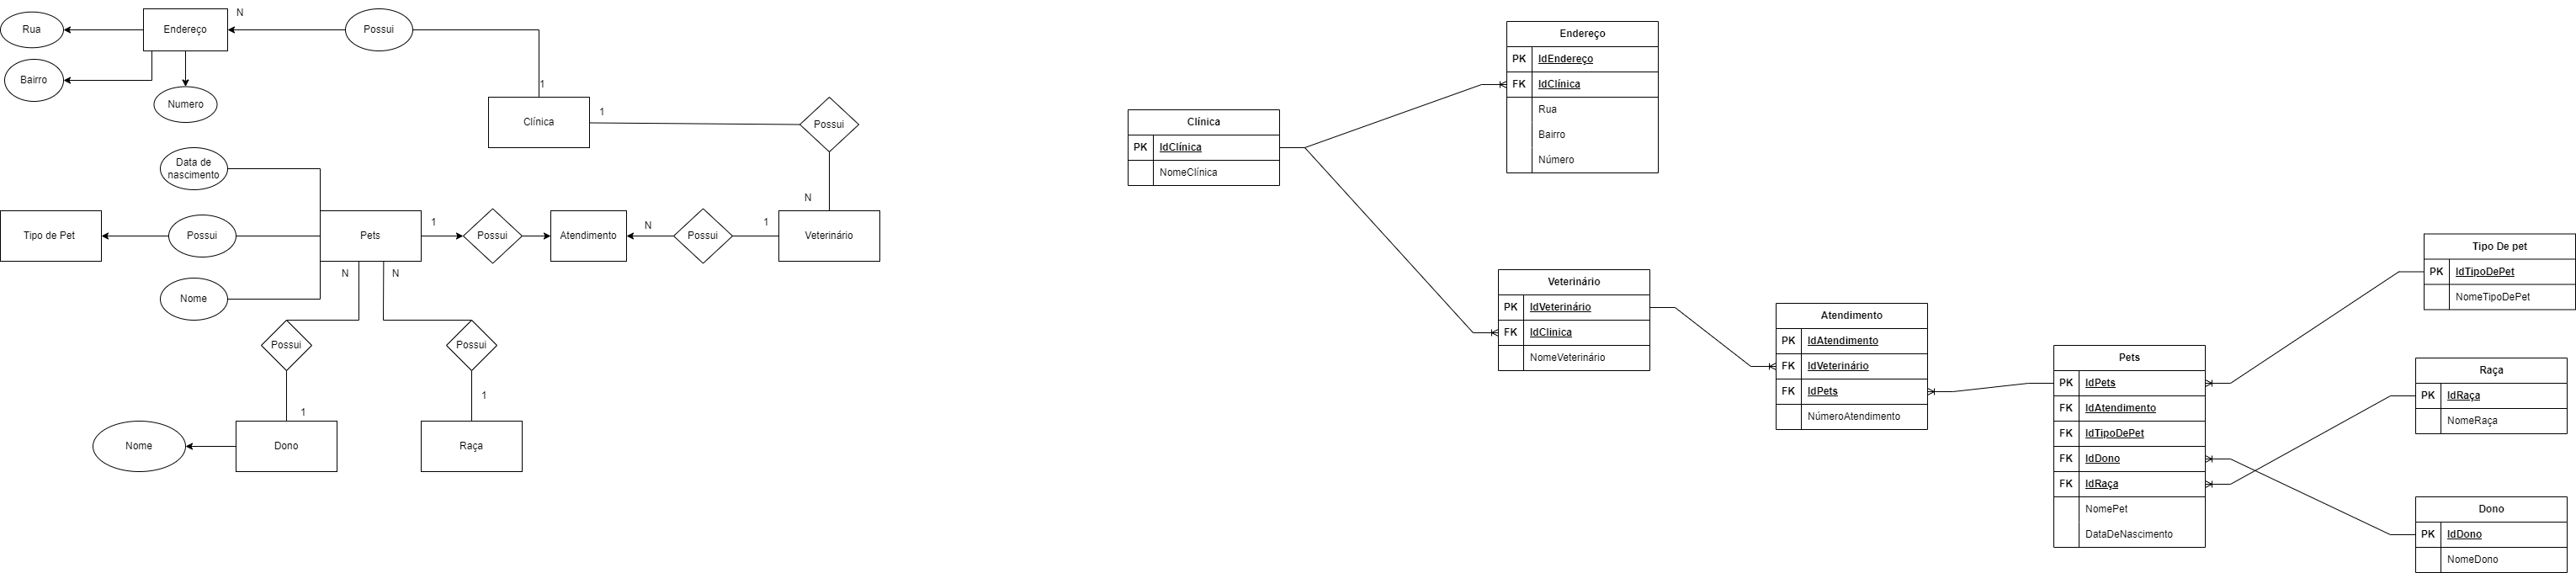 N
Rua
Endereço
Possui
Bairro
1
Numero
Clínica
1
Possui
Data de
nascimento
N
Tipo de Pet
Possui
Pets
1
Possui
Atendimento
N
Possui
1
Veterinário
Nome
N
N
Possui
Possui
1
1
Nome
Dono
Raça
Clínica
PK IdClínica
NomeClínica
Endereço
PK IdEndereço
FK IdClínica
Rua
Bairro
Número
Veterinário
PK IdVeterinário
FK IdClinica
NomeVeterinário
Atendimento
PK IdAtendimento
FK IdVeterinário
FK IdPets
NúmeroAtendimento
Pets
PK IdPets
FK IdAtendimento
FK IdTipoDePet
FK IdDono
FK IdRaça
NomePet
DataDeNascimento
Tipo De pet
PK IdTipoDePet
NomeTipoDePet
Raça
PK IdRaça
NomeRaça
Dono
PK IdDono
NomeDono